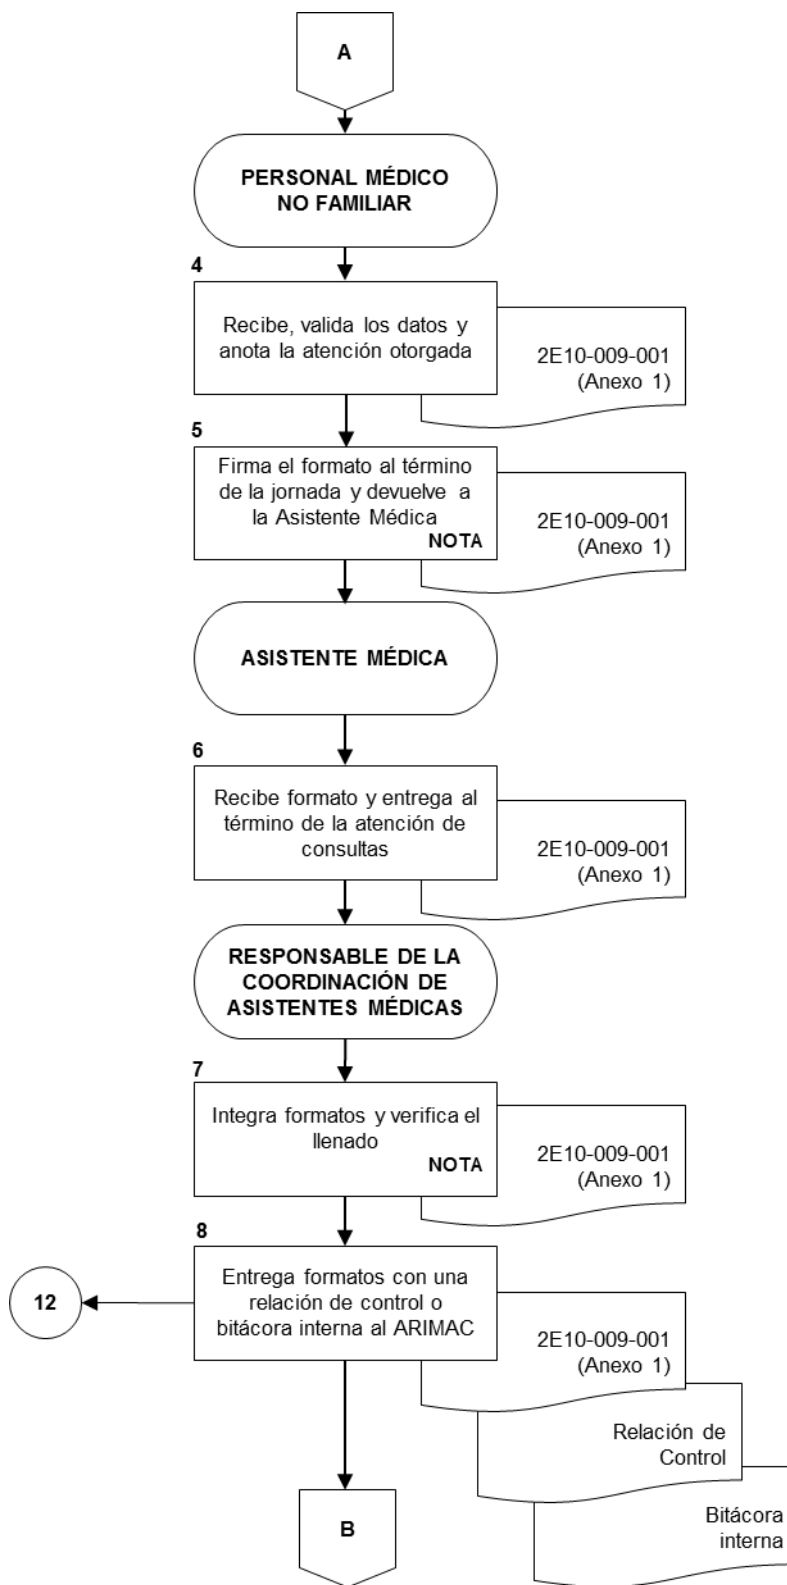 A
PERSONAL MÉDICO
NO FAMILIAR
4
Recibe, valida los datos y
anota la atención otorgada
2E10-009-001
(Anexo 1)
5
Firma el formato al término
de la jornada y devuelve a
la Asistente Médica
NOTA
2E10-009-001
(Anexo 1)
ASISTENTE MÉDICA
6
Recibe formato y entrega al
término de la atención de
consultas
2E10-009-001
(Anexo 1)
RESPONSABLE DE LA
COORDINACIÓN DE
ASISTENTES MÉDICAS
7
Integra formatos y verifica el
llenado
NOTA
2E10-009-001
(Anexo 1)
8
Entrega formatos con una
relación de control o
bitácora interna al ARIMAC
12
2E10-009-001
(Anexo 1)
Relación de
Control
Bitácora
interna
B